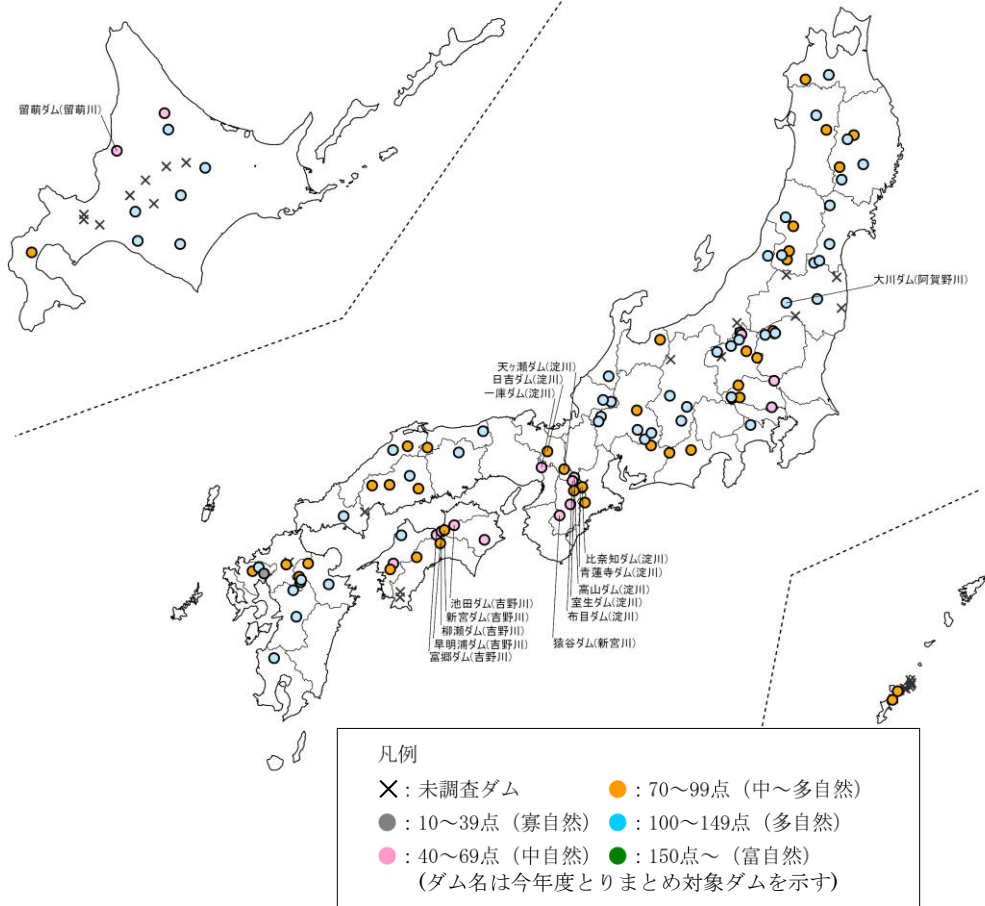 留萌ダム(留萌川)
大川ダム(阿賀野川)
天ヶ瀬ダム(淀川)
日吉ダム(淀川)
一庫ダム(淀川)
比奈知ダム(淀川)
青蓮寺ダム(淀川)
高山ダム(淀川)
室生ダム(淀川)
布目ダム(淀川)
猿谷ダム(新宮川)
池田ダム(吉野川)
新宮ダム(吉野川)
柳瀬ダム(吉野川)
早明浦ダム(吉野川)
富郷ダム(吉野川)
凡例
×：未調査ダム
：70～99点（中～多自然）
：10～39点（寡自然）
：100～149点（多自然）
：40～69点（中自然）
：150点～（富自然）
(ダム名は今年度とりまとめ対象ダムを示す)